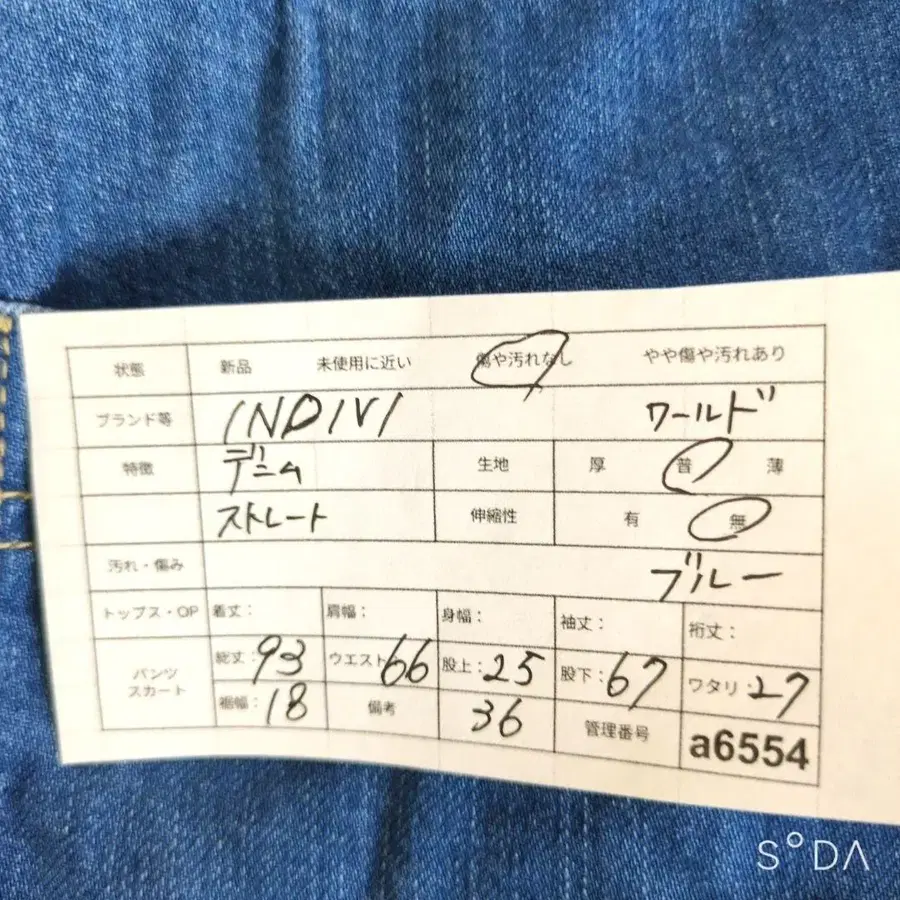 状態 新品 未使用に近い 傷や汚れなし やや傷や汚れあり
ブランド等 INDIVI ワールド
特徴 デニム 生地 厚 普 薄
ストレート 伸縮性 有 無
汚れ・傷み ブルー
トップス・OP 着丈： 肩幅： 身幅： 袖丈： 裄丈：
パンツ スカート 総丈：93 ウエスト 66 股上：25 股下：67 ワタリ：27
裾幅：18 備考 36 管理番号 a6554
SODA